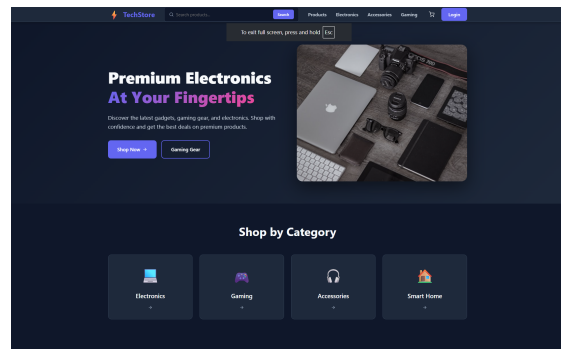 TechStore
Search products...
Search
Products
Electronics
Accessories
Gaming
Login
To exit full screen, press and hold Esc
Premium Electronics
At Your Fingertips
Discover the latest gadgets, gaming gear, and electronics. Shop with
confidence and get the best deals on premium products.
Shop Now →
Gaming Gear
Shop by Category
Electronics
→
Gaming
→
Accessories
→
Smart Home
→